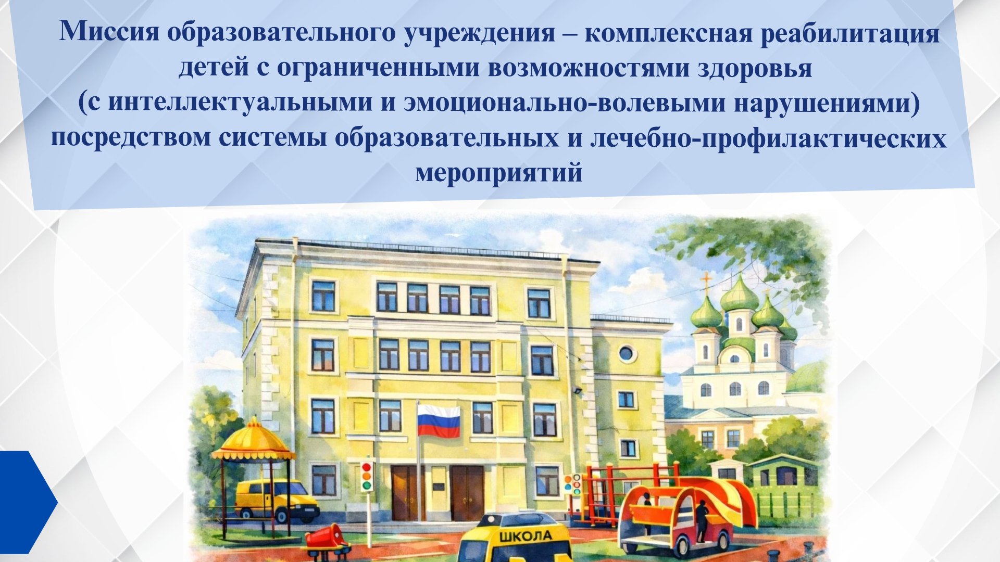 Миссия образовательного учреждения – комплексная реабилитация
детей с ограниченными возможностями здоровья
(с интеллектуальными и эмоционально-волевыми нарушениями)
посредством системы образовательных и лечебно-профилактических
мероприятий
ШКОЛА